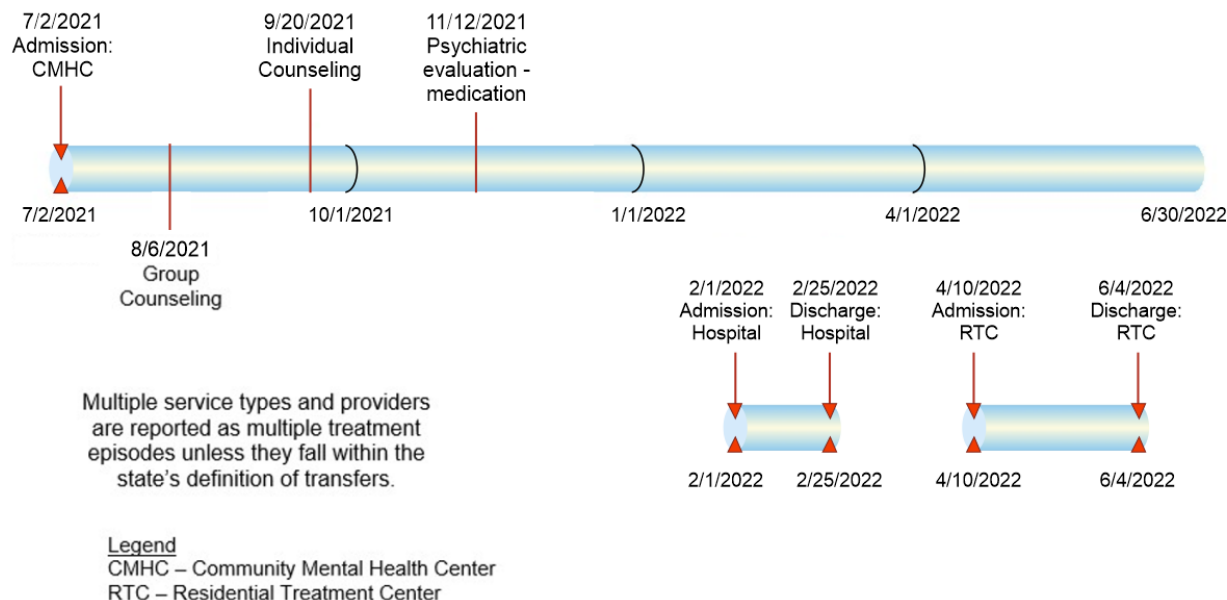 7/2/2021
Admission:
CMHC
9/20/2021
Individual
Counseling
11/12/2021
Psychiatric
evaluation -
medication
7/2/2021
10/1/2021
1/1/2022
4/1/2022
6/30/2022
8/6/2021
Group
Counseling
2/1/2022
Admission:
Hospital
2/25/2022
Discharge:
Hospital
4/10/2022
Admission:
RTC
6/4/2022
Discharge:
RTC
2/1/2022
2/25/2022
4/10/2022
6/4/2022
Multiple service types and providers
are reported as multiple treatment
episodes unless they fall within the
state's definition of transfers.
Legend
CMHC – Community Mental Health Center
RTC – Residential Treatment Center